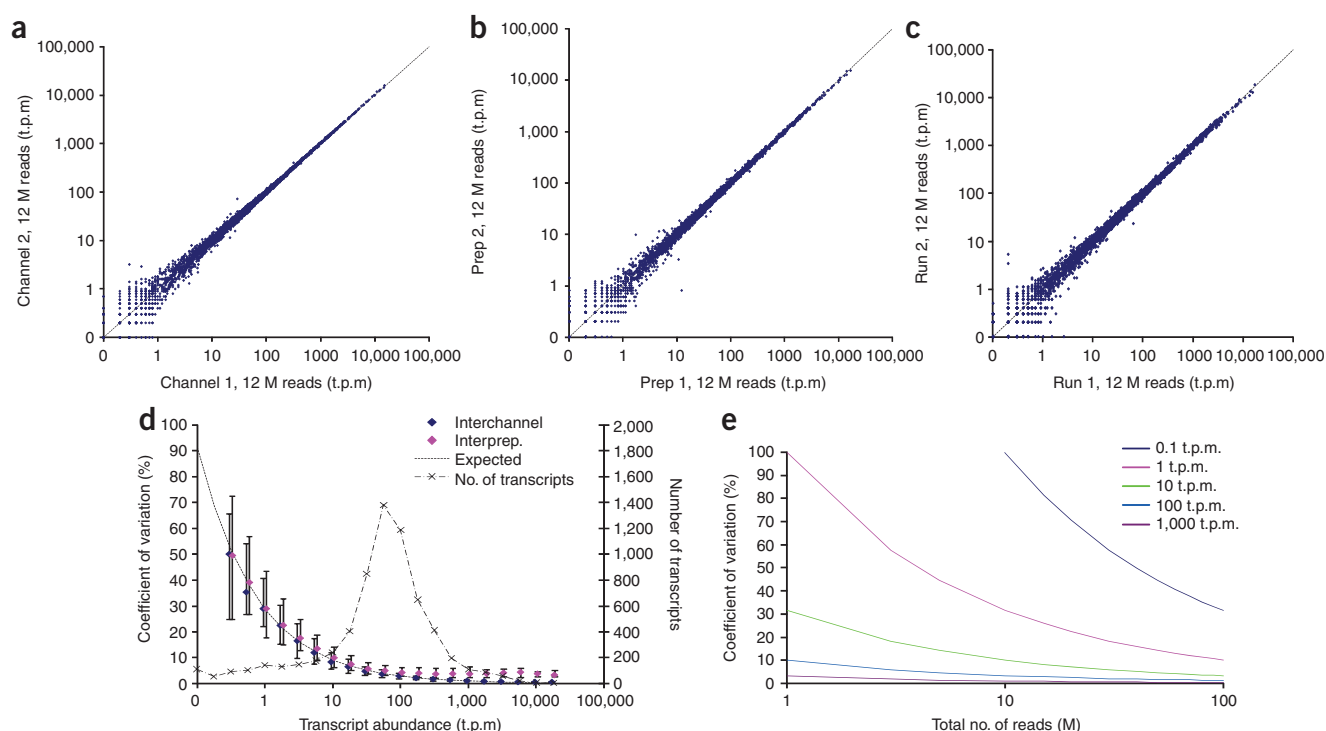 a
100,000
10,000
1,000
100
10
1
0
Channel 2, 12 M reads (t.p.m)
0 1 10 100 1000 10,000 100,000
Channel 1, 12 M reads (t.p.m)
b
100,000
10,000
1,000
100
10
1
0
Prep 2, 12 M reads (t.p.m)
0 1 10 100 1000 10,000 100,000
Prep 1, 12 M reads (t.p.m)
c
100,000
10,000
1,000
100
10
1
0
Run 2, 12 M reads (t.p.m)
0 1 10 100 1000 10,000 100,000
Run 1, 12 M reads (t.p.m)
d
100
90
80
70
60
50
40
30
20
10
0
Coefficient of variation (%)
Interchannel
Interprep.
Expected
No. of transcripts
2,000
1,800
1,600
1,400
1,200
1,000
800
600
400
200
0
Number of transcripts
0 1 10 100 1,000 10,000 100,000
Transcript abundance (t.p.m)
e
100
90
80
70
60
50
40
30
20
10
0
Coefficient of variation (%)
0.1 t.p.m.
1 t.p.m.
10 t.p.m.
100 t.p.m.
1,000 t.p.m.
1 10 100
Total no. of reads (M)